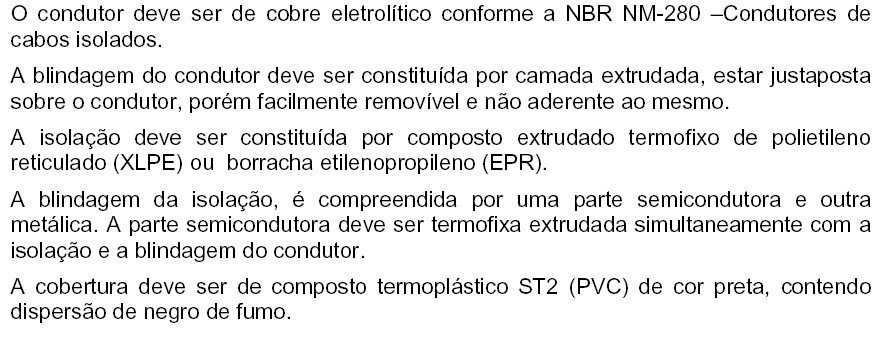 O condutor deve ser de cobre eletrolítico conforme a NBR NM-280 –Condutores de
cabos isolados.
A blindagem do condutor deve ser constituída por camada extrudada, estar justaposta
sobre o condutor, porém facilmente removível e não aderente ao mesmo.
A isolação deve ser constituída por composto extrudado termofixo de polietileno
reticulado (XLPE) ou borracha etilenopropileno (EPR).
A blindagem da isolação, é compreendida por uma parte semicondutora e outra
metálica. A parte semicondutora deve ser termofixa extrudada simultaneamente com a
isolação e a blindagem do condutor.
A cobertura deve ser de composto termoplástico ST2 (PVC) de cor preta, contendo
dispersão de negro de fumo.